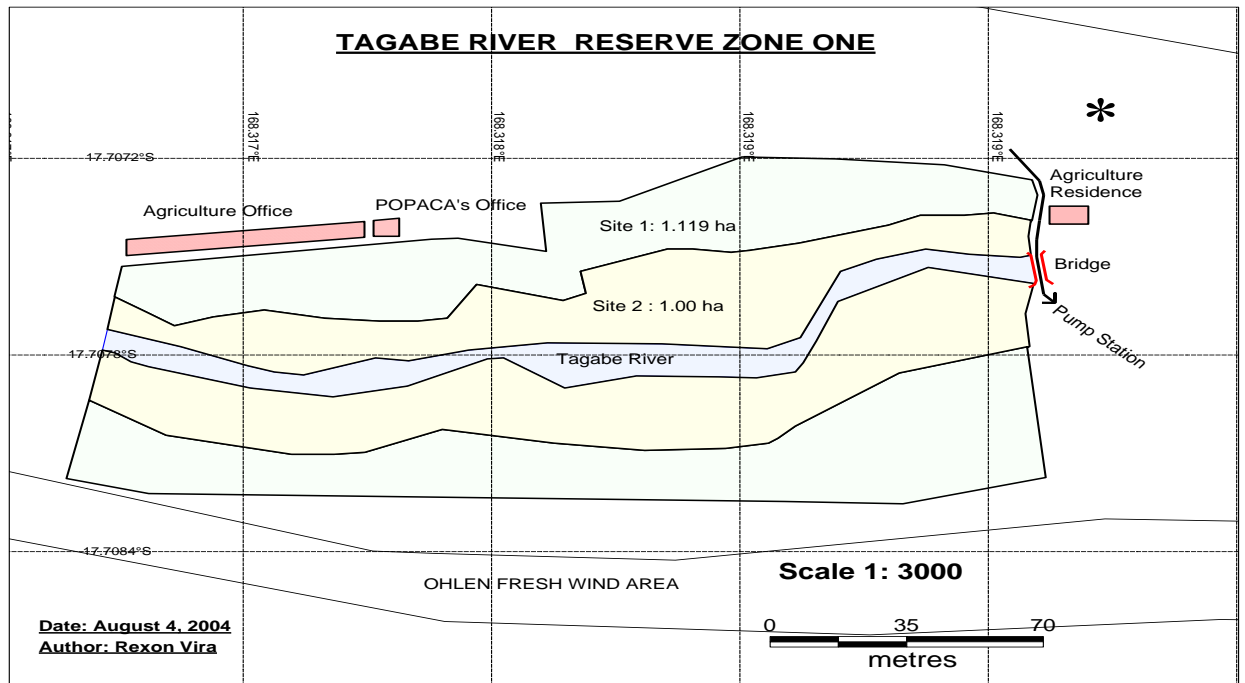 TAGABE RIVER RESERVE ZONE ONE
168.317°E
168.318°E
168.319°E
168.319°E
*
17.7072°S
Agriculture
Residence
POPACA's Office
Agriculture Office
Site 1: 1.119 ha
Bridge
Site 2 : 1.00 ha
Pump Station
17.7078°S
Tagabe River
17.7084°S
OHLEN FRESH WIND AREA
Scale 1: 3000
Date: August 4, 2004
Author: Rexon Vira
0 35 70
metres